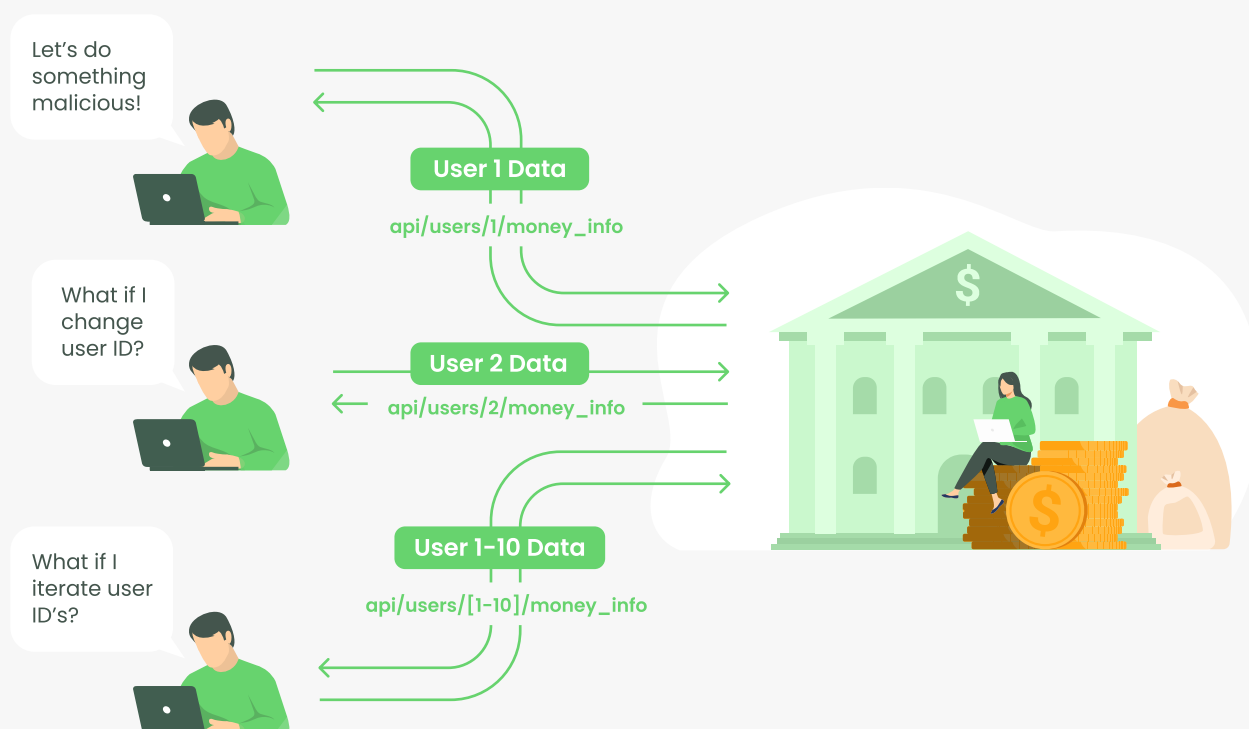 Let's do
something
malicious!
User 1 Data
api/users/1/money_info
$
What if I
change
user ID?
User 2 Data
api/users/2/money_info
$
User 1-10 Data
api/users/[1-10]/money_info
What if I
iterate user
ID's?